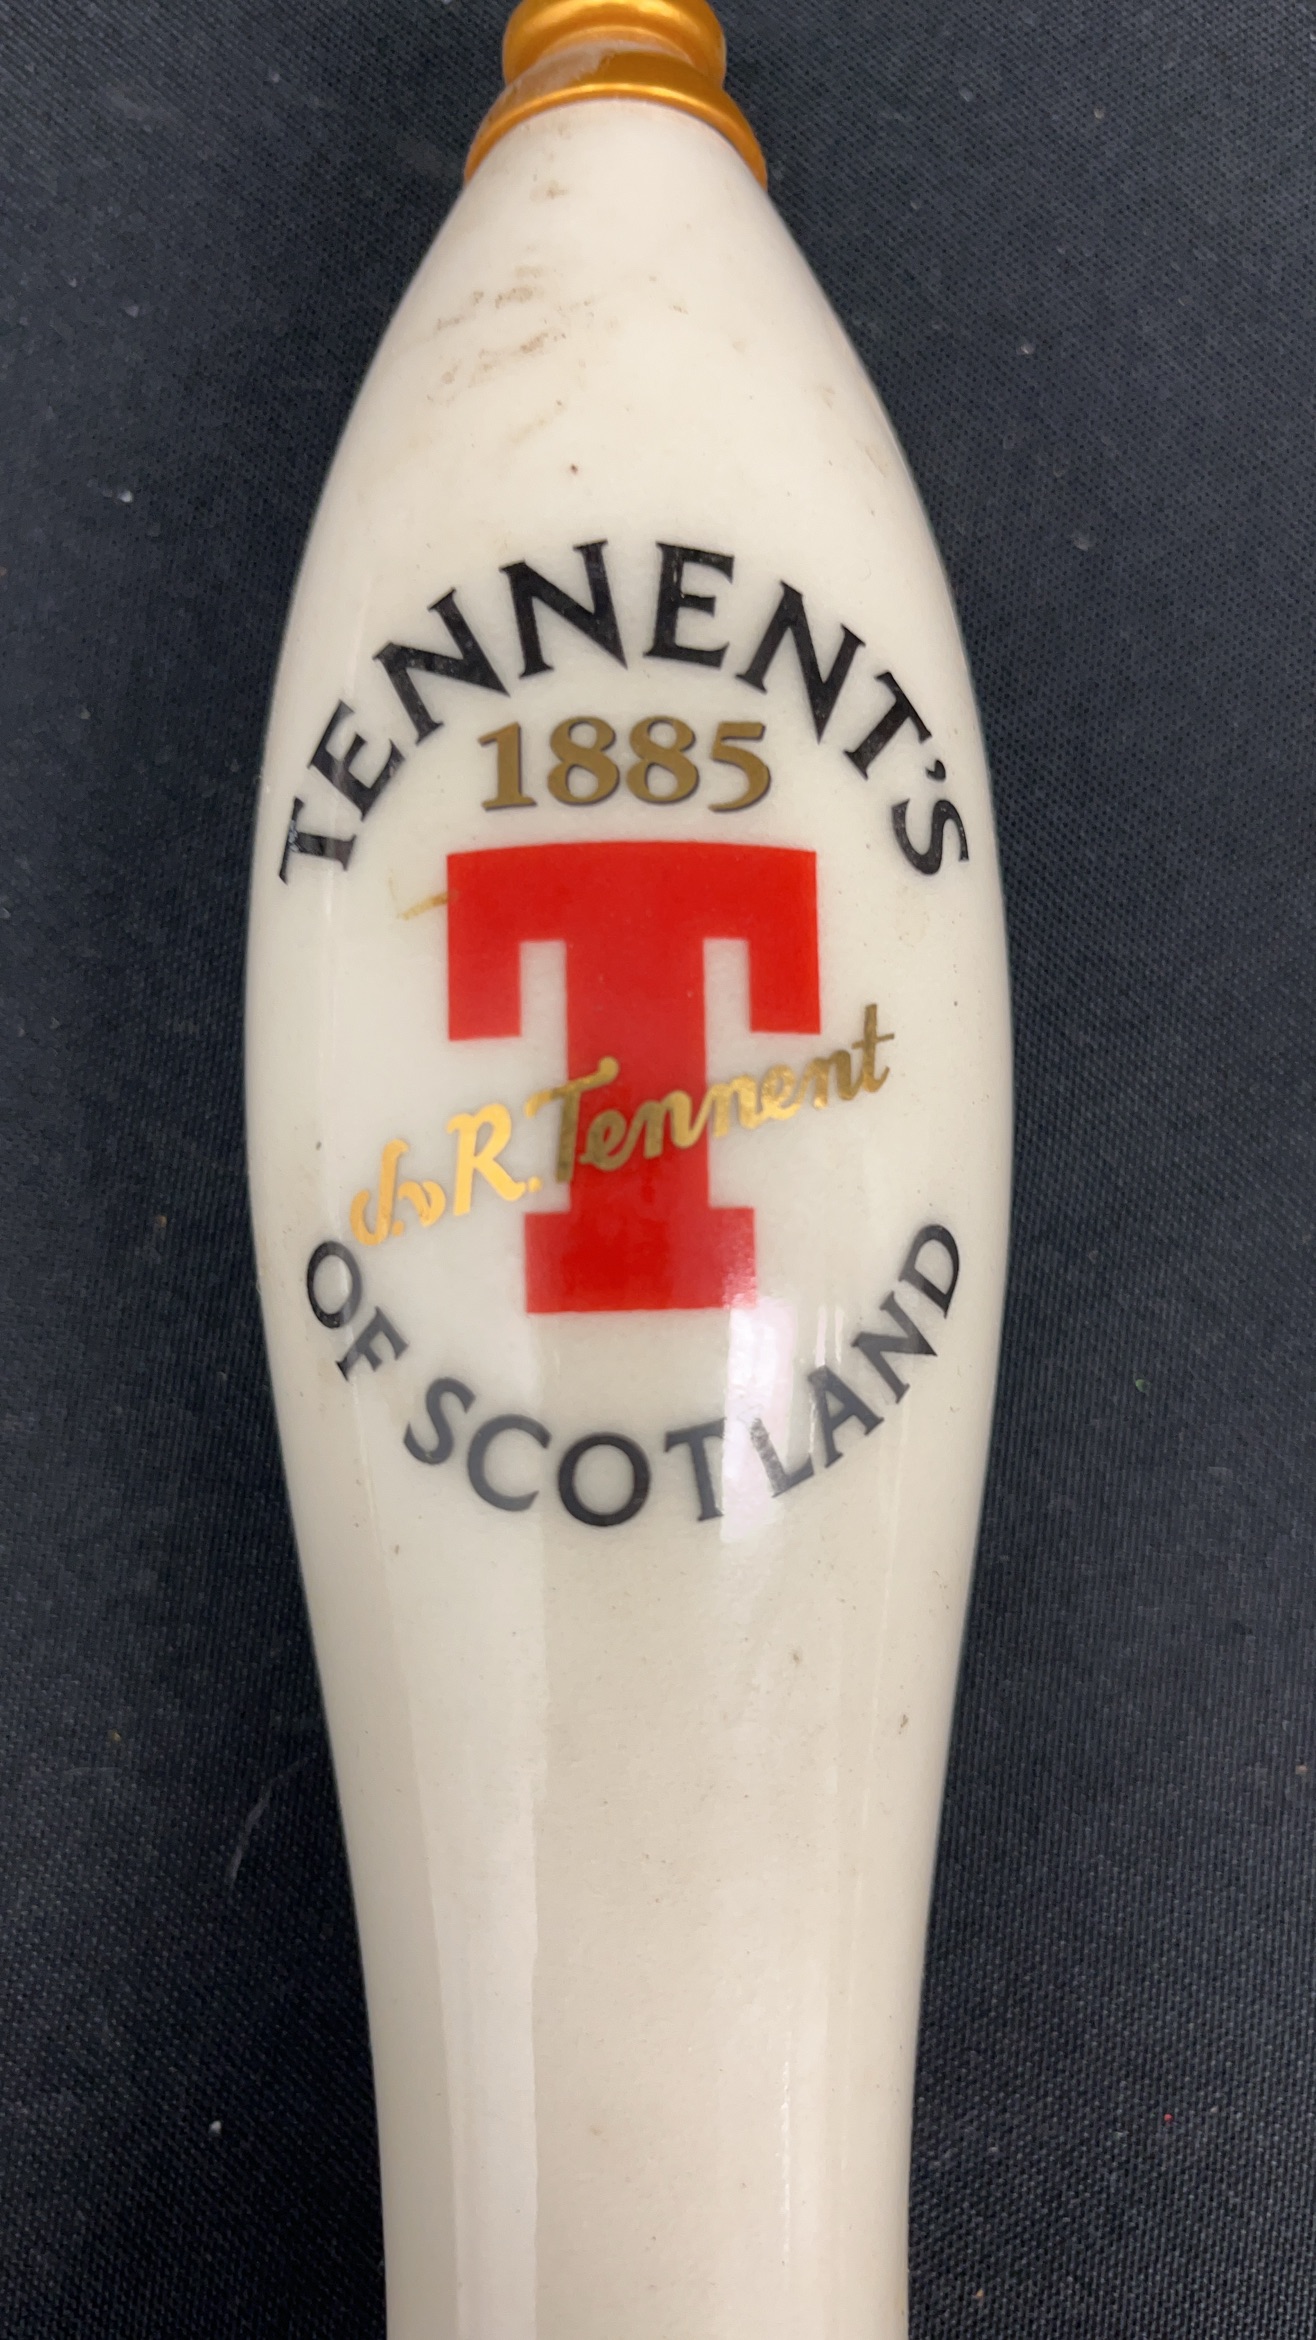 TENNENT'S
1885
T
J. & R. Tennent
OF SCOTLAND